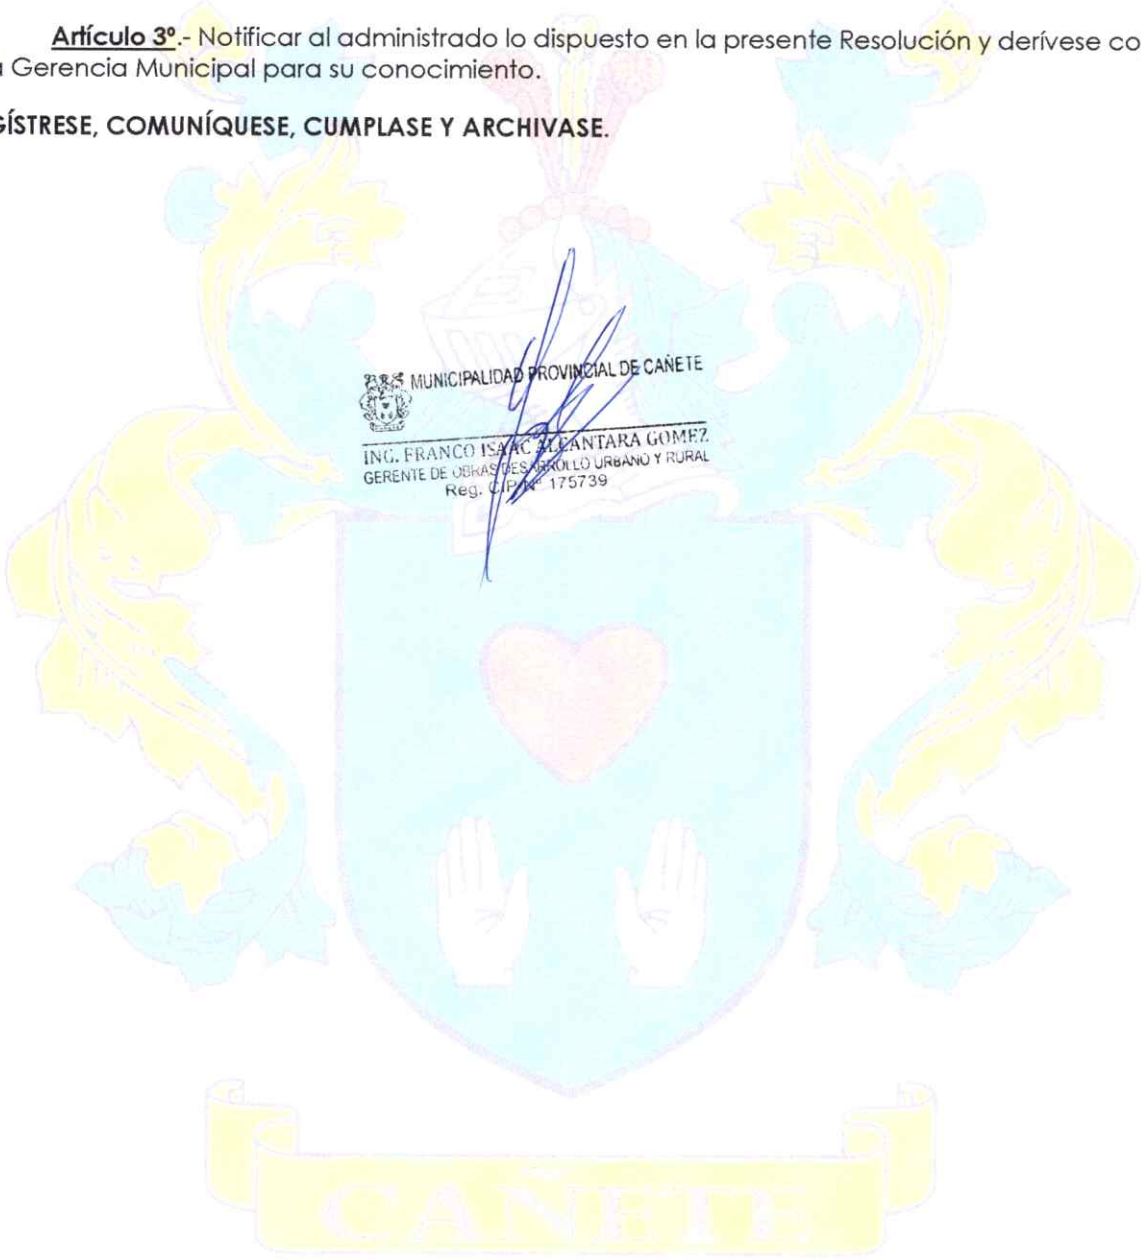 Artículo 3º.- Notificar al administrado lo dispuesto en la presente Resolución y derívese co
a Gerencia Municipal para su conocimiento.
GÍSTRESE, COMUNÍQUESE, CUMPLASE Y ARCHIVASE.
MUNICIPALIDAD PROVINCIAL DE CAÑETE
ING. FRANCO ISAAC ALCANTARA GOMEZ
GERENTE DE OBRAS DESARROLLO URBANO Y RURAL
Reg. CIP Nº 175739
CAÑETE